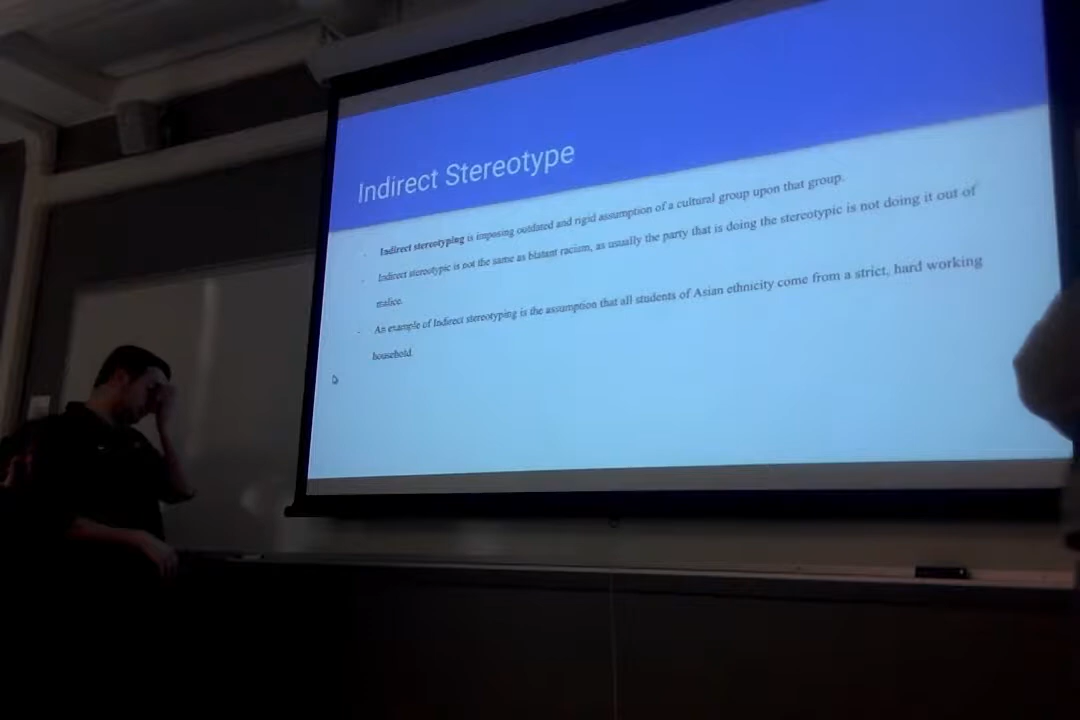 Indirect Stereotype
Indirect stereotyping is imposing outdated and rigid assumption of a cultural group upon that group.
Indirect stereotypic is not the same as blatant racism, as usually the party that is doing the stereotypic is not doing it out of
malice.
An example of Indirect stereotyping is the assumption that all students of Asian ethnicity come from a strict, hard working
household.